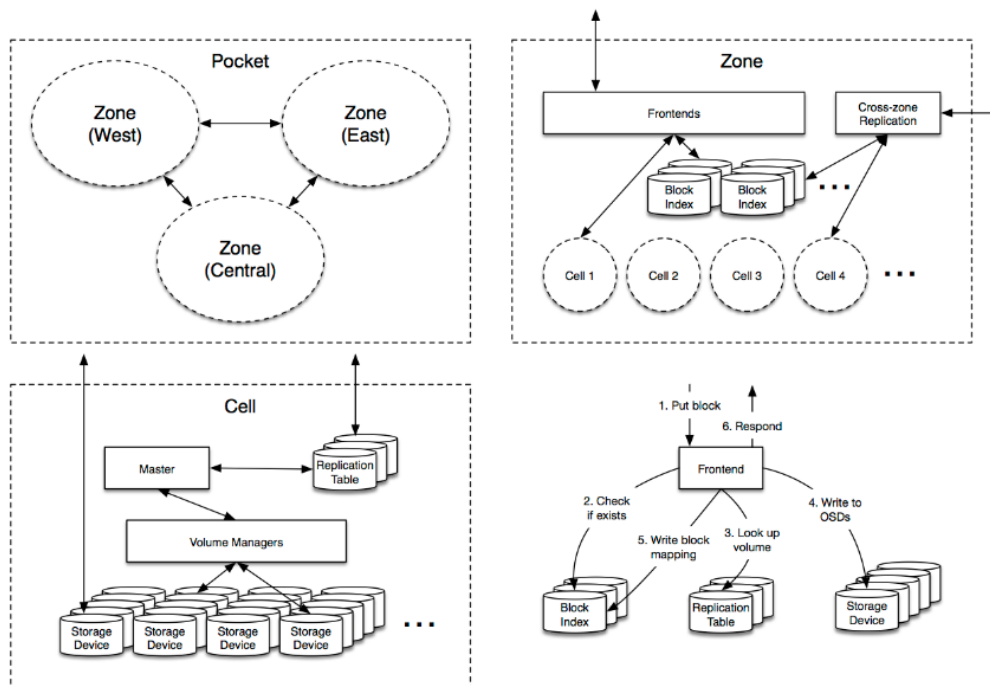 Pocket
Zone
(West)
Zone
(East)
Zone
(Central)
Zone
Frontends
Cross-zone
Replication
Block
Index
Block
Index
...
Cell 1
Cell 2
Cell 3
Cell 4
...
Cell
Master
Replication
Table
Volume Managers
Storage
Device
Storage
Device
Storage
Device
Storage
Device
...
1. Put block
6. Respond
Frontend
2. Check
if exists
5. Write block
mapping
3. Look up
volume
4. Write to
OSDs
Block
Index
Replication
Table
Storage
Device